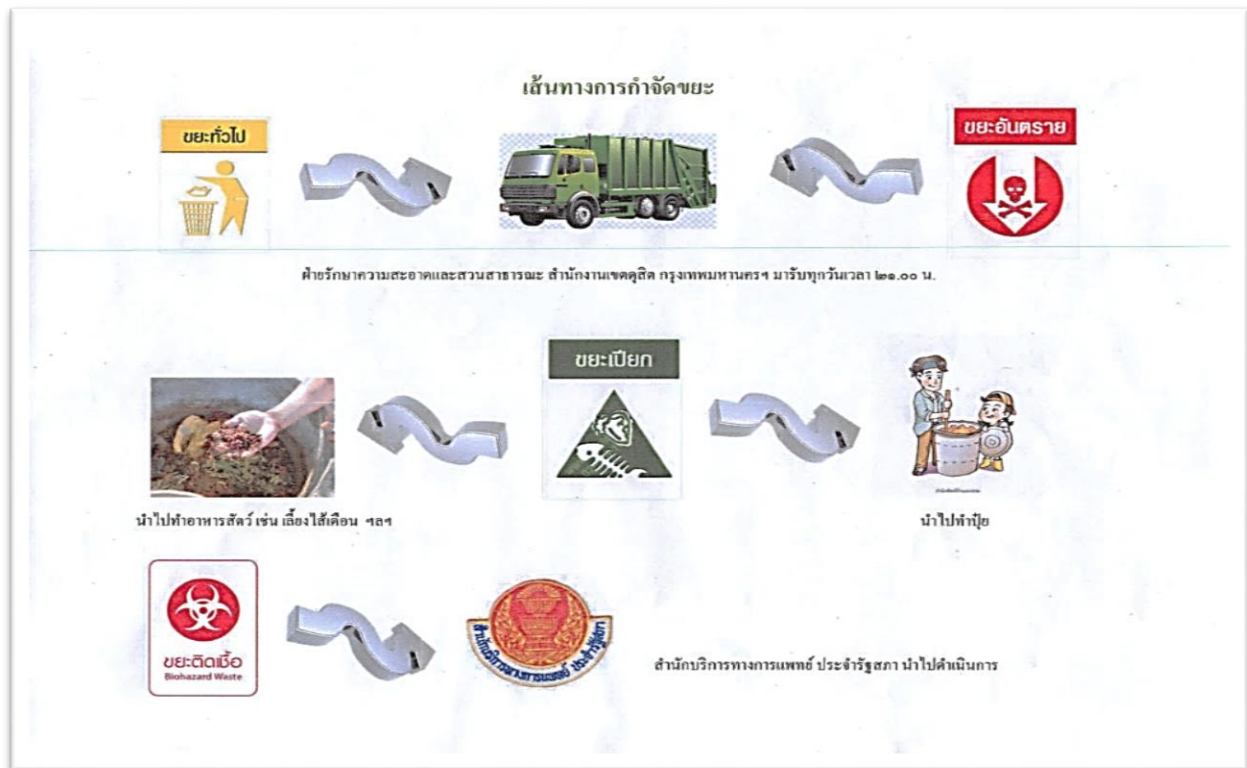 เส้นทางการกำจัดขยะ
ขยะทั่วไป
ขยะอันตราย
ฝ่ายรักษาความสะอาดและสวนสาธารณะ สำนักงานเขตดุสิต กรุงเทพมหานครฯ มารับทุกวันเวลา ๒๑.๐๐ น.
ขยะเปียก
นำไปทำอาหารสัตว์ เช่น เลี้ยงไส้เดือน ฯลฯ
นำไปทำปุ๋ย
ขยะติดเชื้อ
Biohazard Waste
สำนักบริการทางการแพทย์ ประจำรัฐสภา
สำนักบริการทางการแพทย์ ประจำรัฐสภา นำไปดำเนินการ